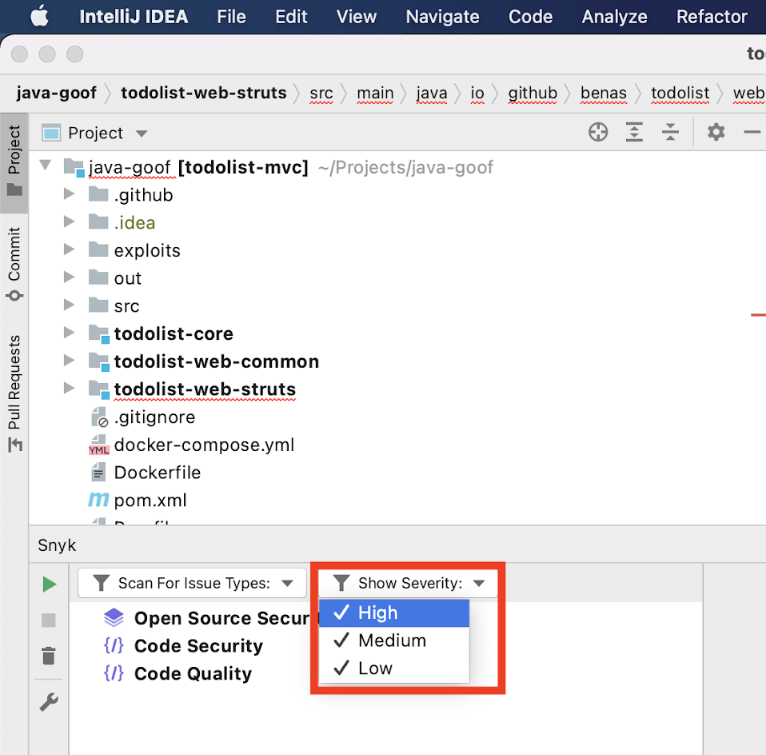 IntelliJ IDEA File Edit View Navigate Code Analyze Refactor
to
java-goof todolist-web-struts src main java io github benas todolist web
Project
Project
java-goof [todolist-mvc] ~/Projects/java-goof
.github
.idea
exploits
out
src
todolist-core
todolist-web-common
todolist-web-struts
.gitignore
YML docker-compose.yml
Dockerfile
m pom.xml
Commit
Pull Requests
Snyk
Scan For Issue Types: Show Severity:
Open Source Secur
High
Medium
Low
{/} Code Security
{/} Code Quality